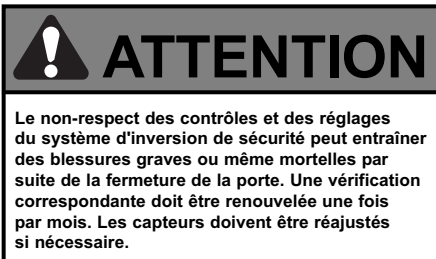 ATTENTION
Le non-respect des contrôles et des réglages
du système d'inversion de sécurité peut entraîner
des blessures graves ou même mortelles par
suite de la fermeture de la porte. Une vérification
correspondante doit être renouvelée une fois
par mois. Les capteurs doivent être réajustés
si nécessaire.